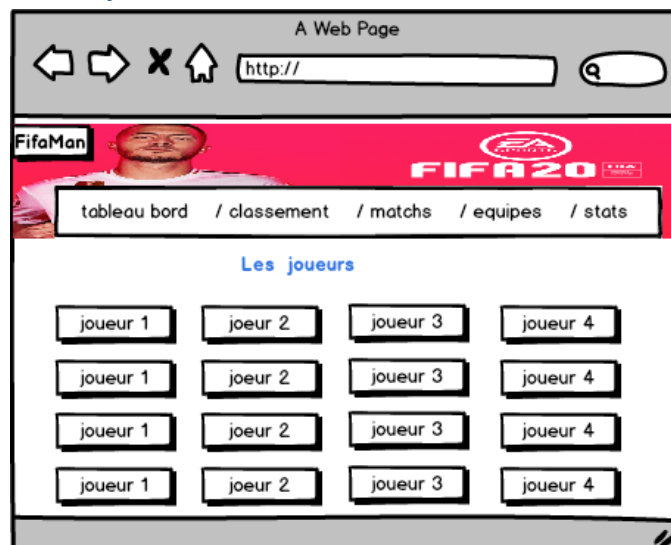 A Web Page
http://
FifaMan
EA
SPORTS
FIFA20
tableau bord / classement / matchs / equipes / stats
Les joueurs
joueur 1 joeur 2 joueur 3 joueur 4
joueur 1 joeur 2 joueur 3 joueur 4
joueur 1 joeur 2 joueur 3 joueur 4
joueur 1 joeur 2 joueur 3 joueur 4